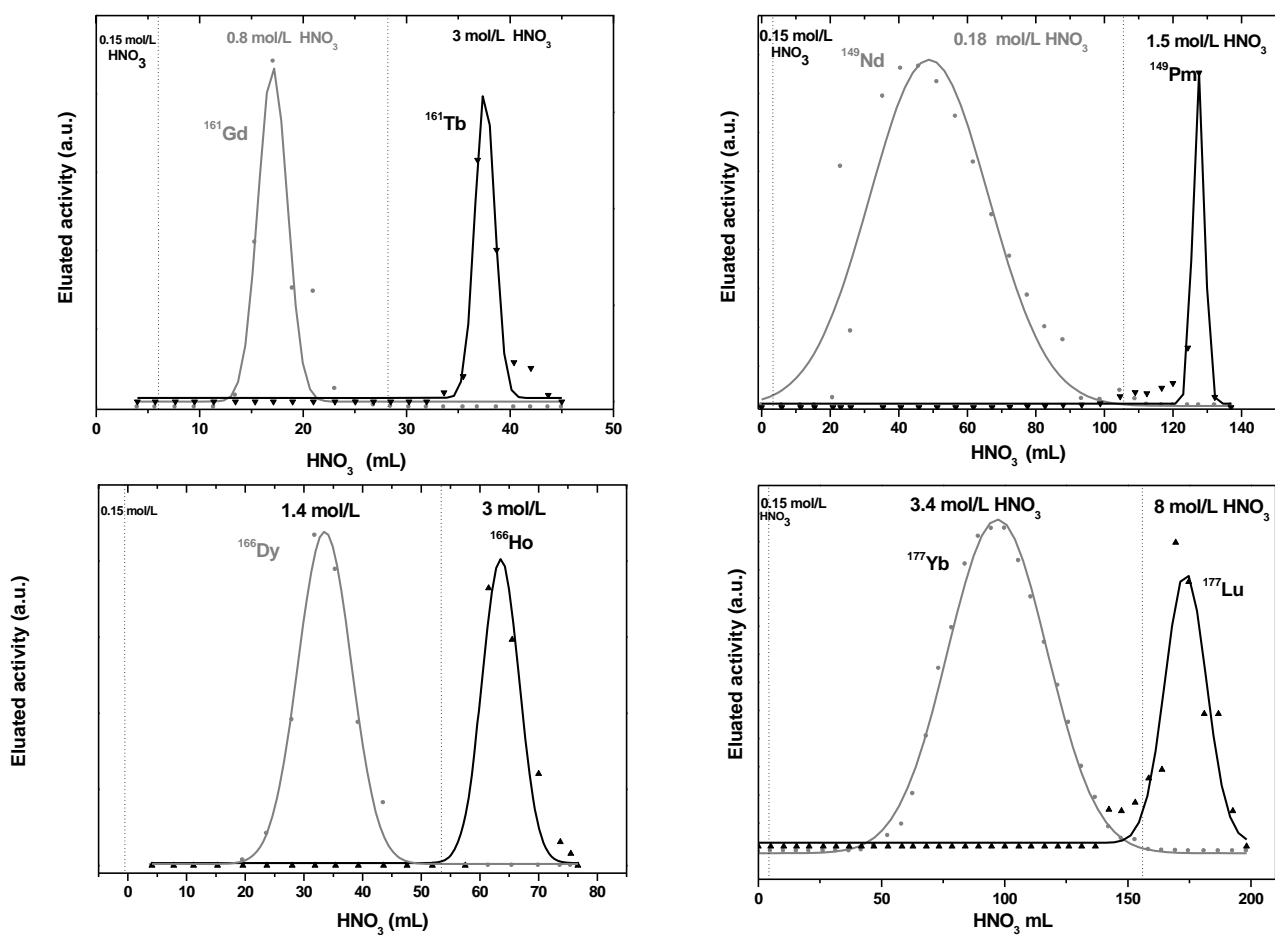 0.15 mol/L
HNO₃
0.8 mol/L HNO₃
3 mol/L HNO₃
¹⁶¹Gd
¹⁶¹Tb
Eluated activity (a.u.)
0 10 20 30 40 50
HNO₃ (mL)
0.15 mol/L
HNO₃
0.18 mol/L HNO₃
1.5 mol/L HNO₃
¹⁴⁹Nd
¹⁴⁹Pm
Eluated activity (a.u.)
0 20 40 60 80 100 120 140
HNO₃ (mL)
0.15 mol/L
1.4 mol/L
3 mol/L
¹⁶⁶Dy
¹⁶⁶Ho
Eluated activity (a.u.)
0 10 20 30 40 50 60 70 80
HNO₃ (mL)
0.15 mol/L
HNO₃
3.4 mol/L HNO₃
8 mol/L HNO₃
¹⁷⁷Yb
¹⁷⁷Lu
Eluated activity (a.u.)
0 50 100 150 200
HNO₃ mL